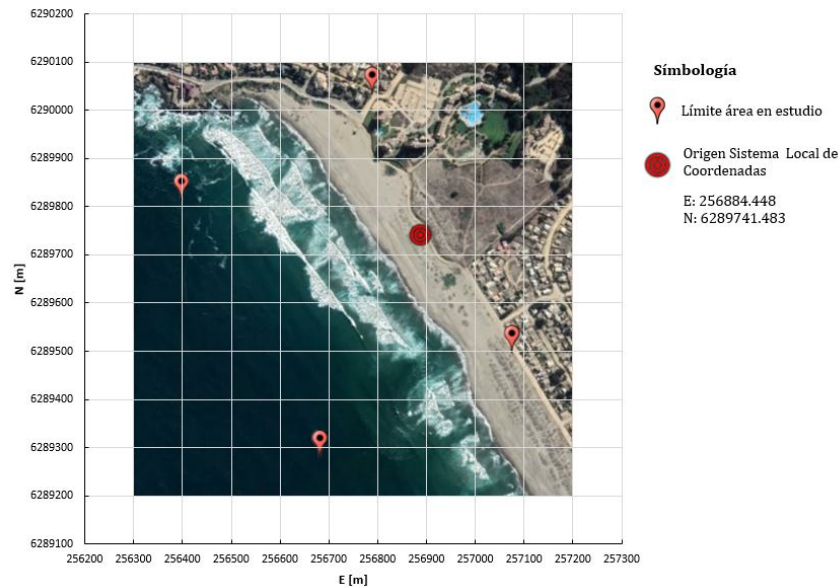 6290200
6290100
6290000
6289900
6289800
6289700
6289600
6289500
6289400
6289300
6289200
6289100
N [m]
256200 256300 256400 256500 256600 256700 256800 256900 257000 257100 257200 257300
E [m]
Símbología
Límite área en estudio
Origen Sistema Local de
Coordenadas
E: 256884.448
N: 6289741.483